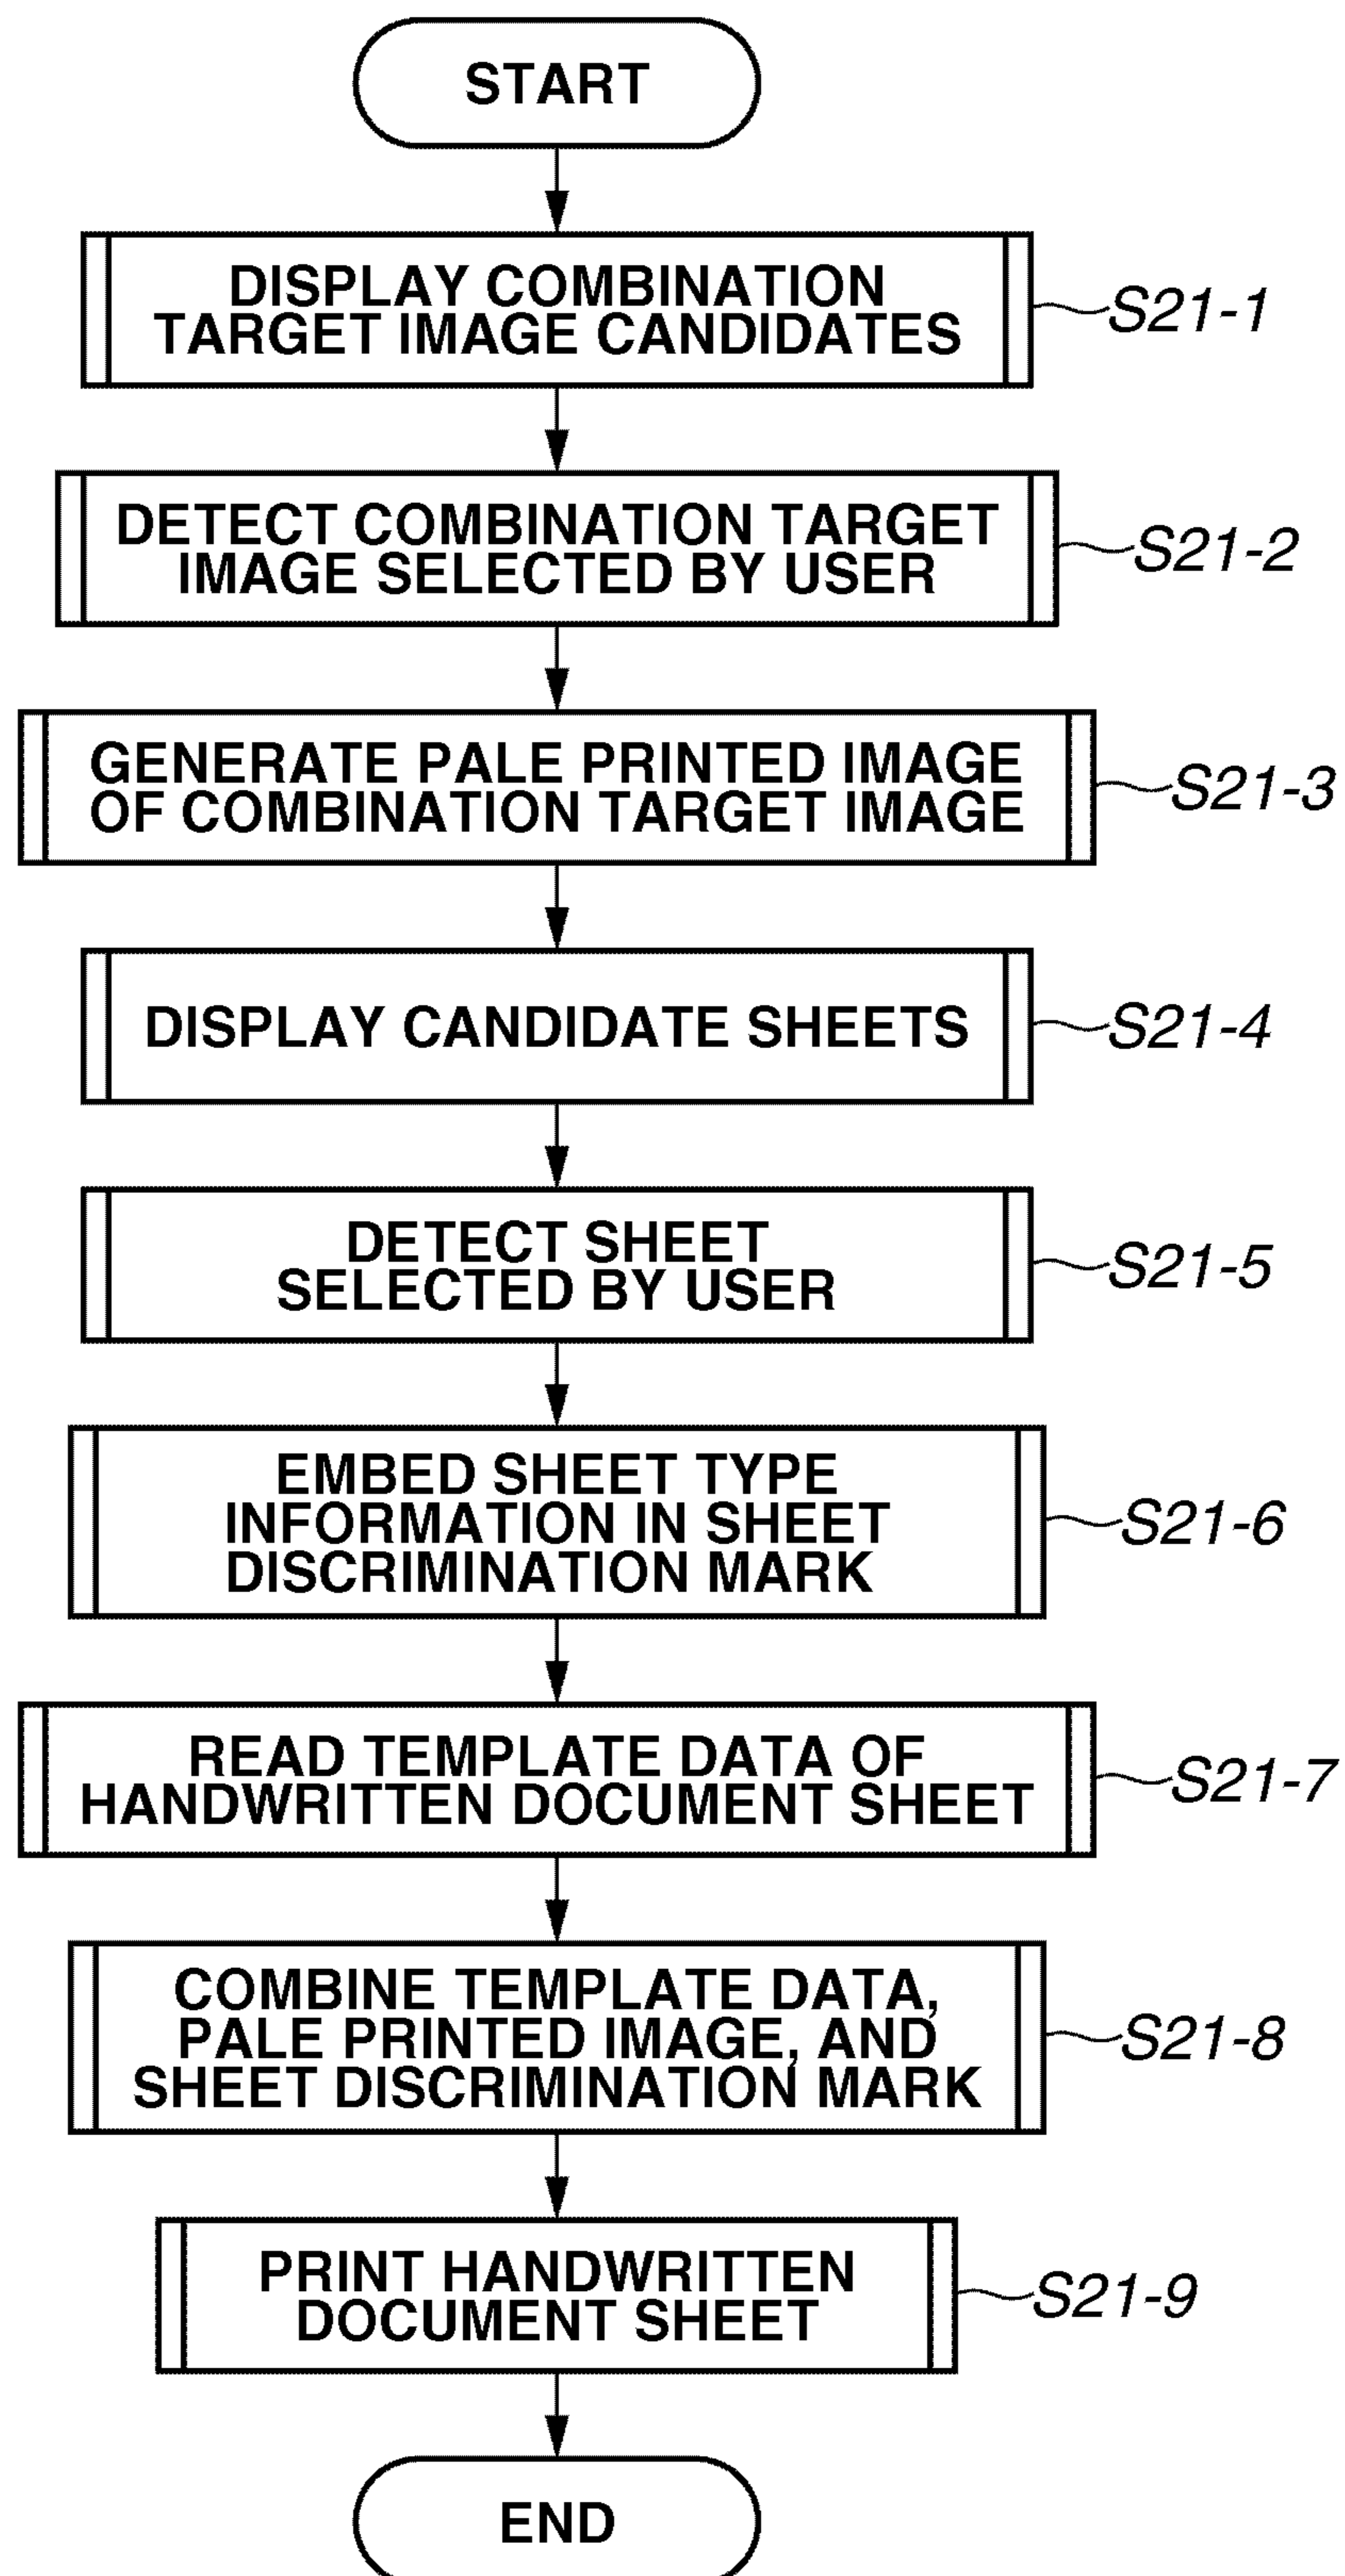 START
DISPLAY COMBINATION
TARGET IMAGE CANDIDATES
S21-1
DETECT COMBINATION TARGET
IMAGE SELECTED BY USER
S21-2
GENERATE PALE PRINTED IMAGE
OF COMBINATION TARGET IMAGE
S21-3
DISPLAY CANDIDATE SHEETS
S21-4
DETECT SHEET
SELECTED BY USER
S21-5
EMBED SHEET TYPE
INFORMATION IN SHEET
DISCRIMINATION MARK
S21-6
READ TEMPLATE DATA OF
HANDWRITTEN DOCUMENT SHEET
S21-7
COMBINE TEMPLATE DATA,
PALE PRINTED IMAGE, AND
SHEET DISCRIMINATION MARK
S21-8
PRINT HANDWRITTEN
DOCUMENT SHEET
S21-9
END